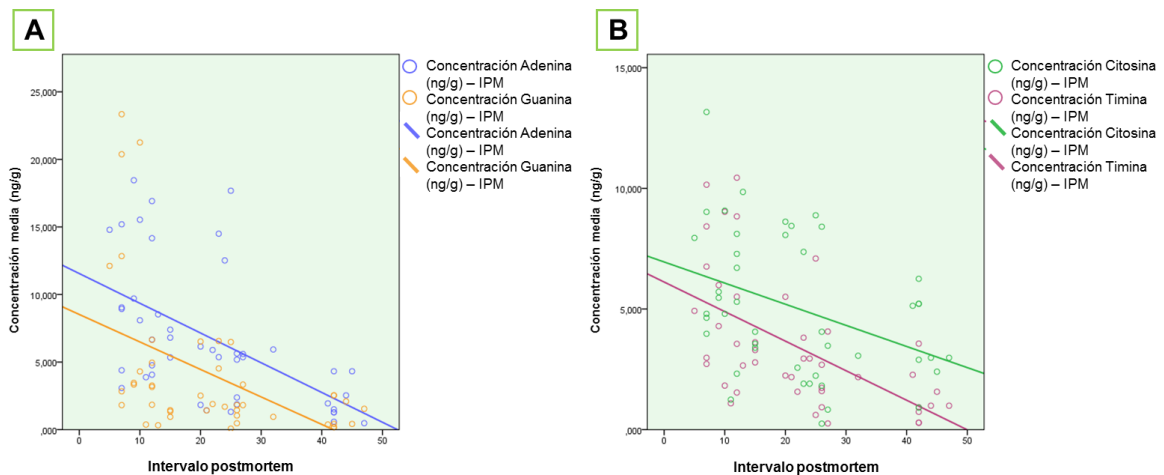 A
Concentración media (ng/g)
25,000
20,000
15,000
10,000
5,000
,000
0
10
20
30
40
50
Intervalo postmortem
Concentración Adenina
(ng/g) – IPM
Concentración Guanina
(ng/g) – IPM
Concentración Adenina
(ng/g) – IPM
Concentración Guanina
(ng/g) – IPM
B
Concentración media (ng/g)
15,000
10,000
5,000
,000
0
10
20
30
40
50
Intervalo postmortem
Concentración Citosina
(ng/g) – IPM
Concentración Timina
(ng/g) – IPM
Concentración Citosina
(ng/g) – IPM
Concentración Timina
(ng/g) – IPM